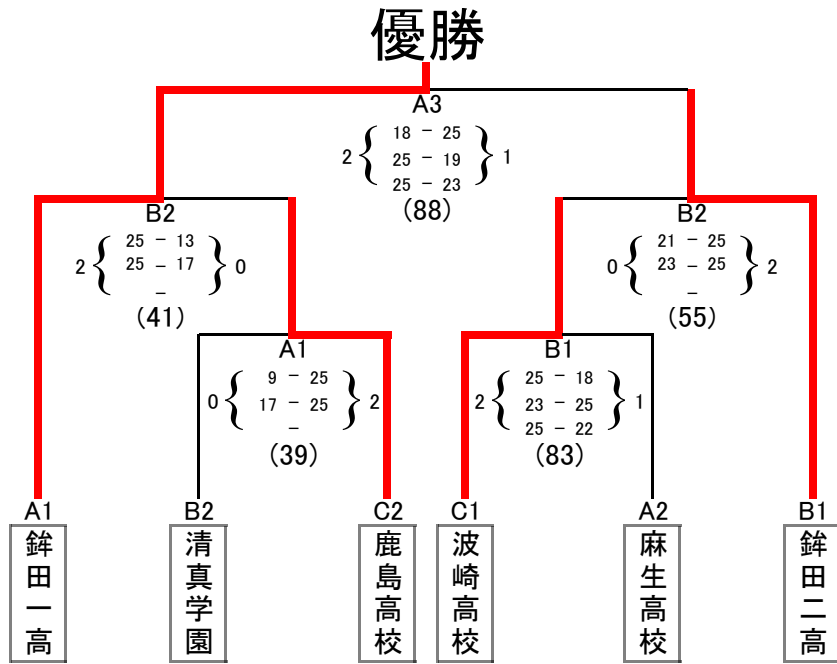 優勝
A3
18 － 25
2 { 25 － 19 } 1
25 － 23
(88)
B2
25 － 13
2 { 25 － 17 } 0
－
(41)
B2
21 － 25
0 { 23 － 25 } 2
－
(55)
A1
9 － 25
0 { 17 － 25 } 2
－
(39)
B1
25 － 18
2 { 23 － 25 } 1
25 － 22
(83)
A1 B2 C2 C1 A2 B1
鉾田一高
清真学園
鹿島高校
波崎高校
麻生高校
鉾田二高